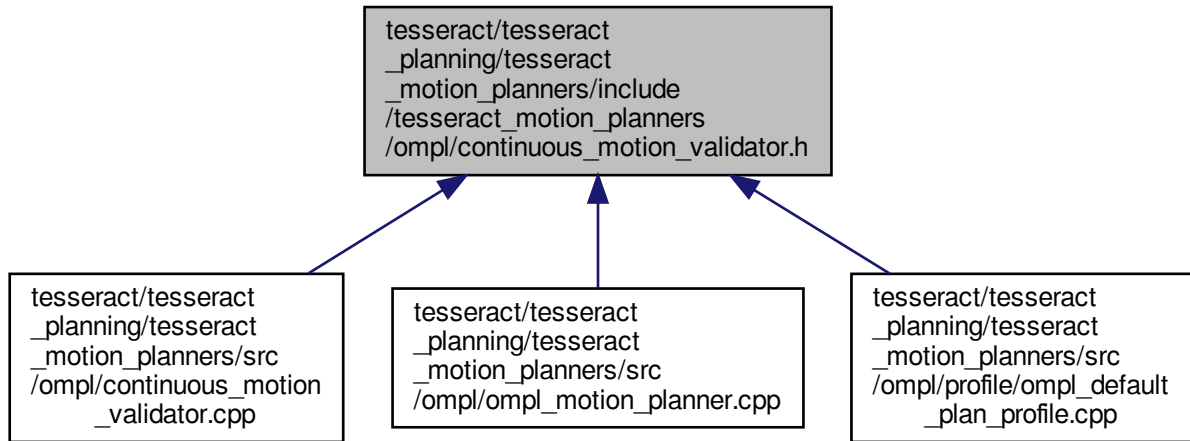 tesseract/tesseract
_planning/tesseract
_motion_planners/include
/tesseract_motion_planners
/ompl/continuous_motion_validator.h
tesseract/tesseract
_planning/tesseract
_motion_planners/src
/ompl/continuous_motion
_validator.cpp
tesseract/tesseract
_planning/tesseract
_motion_planners/src
/ompl/ompl_motion_planner.cpp
tesseract/tesseract
_planning/tesseract
_motion_planners/src
/ompl/profile/ompl_default
_plan_profile.cpp